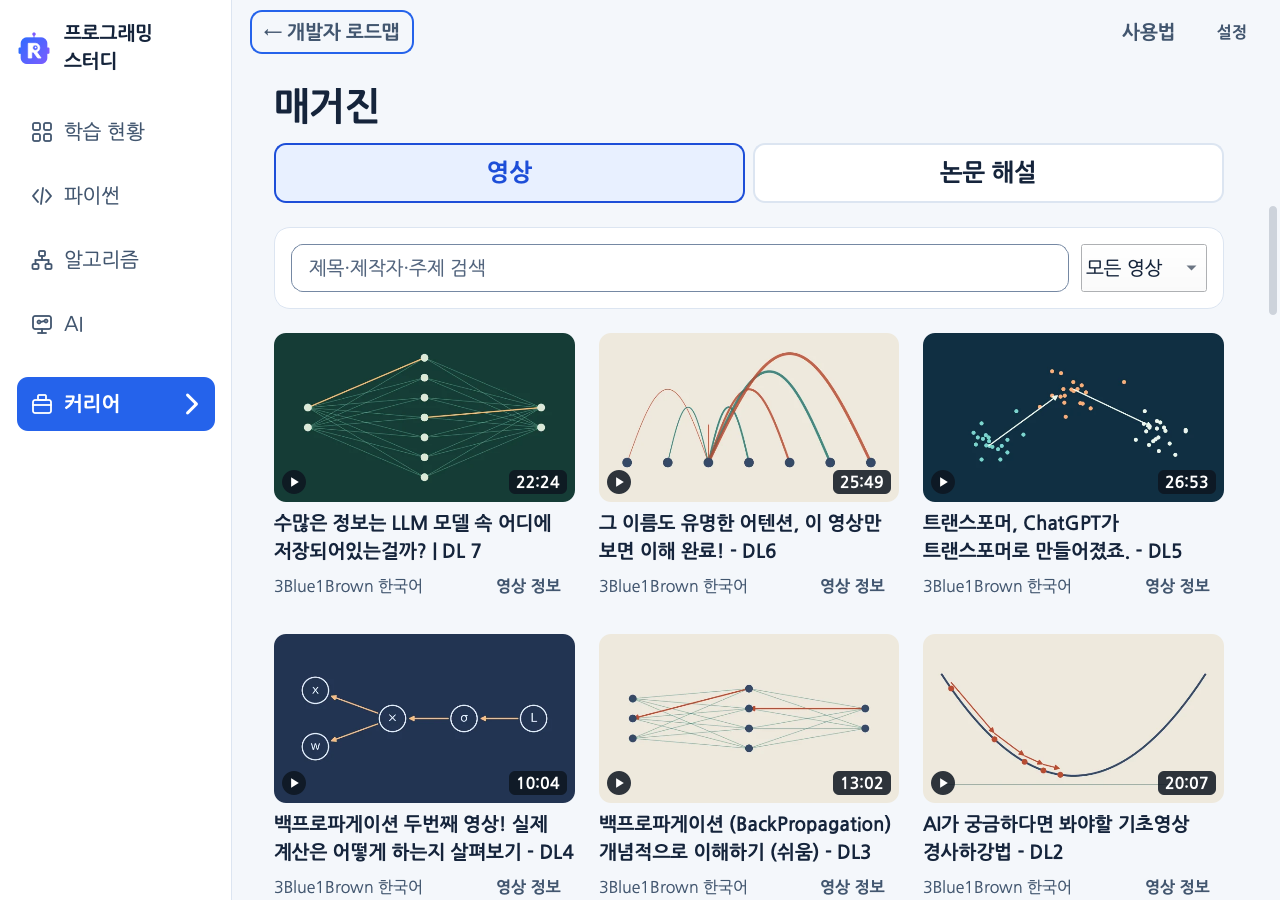 프로그래밍
스터디
학습 현황
파이썬
알고리즘
AI
커리어
← 개발자 로드맵
사용법
설정
매거진
영상
논문 해설
제목·제작자·주제 검색
모든 영상
22:24
25:49
26:53
수많은 정보는 LLM 모델 속 어디에
저장되어있는걸까? | DL 7
3Blue1Brown 한국어
영상 정보
그 이름도 유명한 어텐션, 이 영상만
보면 이해 완료! - DL6
3Blue1Brown 한국어
영상 정보
트랜스포머, ChatGPT가
트랜스포머로 만들어졌죠. - DL5
3Blue1Brown 한국어
영상 정보
x
w
×
σ
L
10:04
13:02
20:07
백프로파게이션 두번째 영상! 실제
계산은 어떻게 하는지 살펴보기 - DL4
3Blue1Brown 한국어
영상 정보
백프로파게이션 (BackPropagation)
개념적으로 이해하기 (쉬움) - DL3
3Blue1Brown 한국어
영상 정보
AI가 궁금하다면 봐야할 기초영상
경사하강법 - DL2
3Blue1Brown 한국어
영상 정보